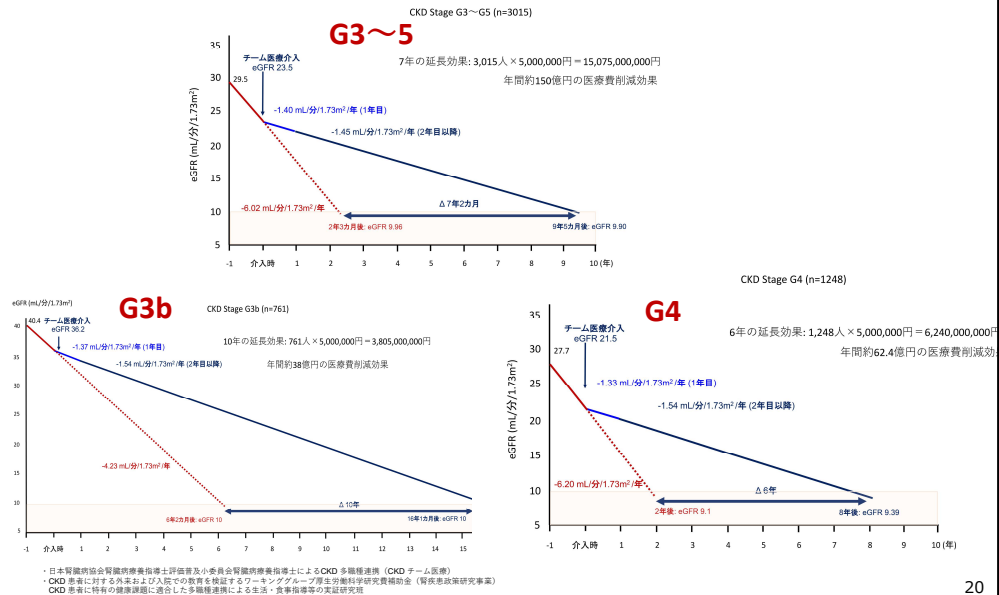 CKD Stage G3～G5 (n=3015)
G3～5
チーム医療介入
eGFR 23.5
7年の延長効果: 3,015人×5,000,000円＝15,075,000,000円
年間約150億円の医療費削減効果
eGFR (mL/分/1.73m²)
35
30
25
20
15
10
5
29.5
-1.40 mL/分/1.73m²/年 (1年目)
-1.45 mL/分/1.73m²/年 (2年目以降)
-6.02 mL/分/1.73m²/年
Δ 7年2カ月
2年3カ月後: eGFR 9.96
9年5カ月後: eGFR 9.90
-1 介入時 1 2 3 4 5 6 7 8 9 10 (年)
eGFR (mL/分/1.73m²)
G3b
CKD Stage G3b (n=761)
40
35
30
25
20
15
10
5
40.4
チーム医療介入
eGFR 36.2
-1.37 mL/分/1.73m²/年 (1年目)
-1.54 mL/分/1.73m²/年 (2年目以降)
10年の延長効果: 761人×5,000,000円＝3,805,000,000円
年間約38億円の医療費削減効果
-4.23 mL/分/1.73m²/年
Δ 10年
6年2カ月後: eGFR 10
16年1カ月後: eGFR 10
-1 介入時 1 2 3 4 5 6 7 8 9 10 11 12 13 14 15
CKD Stage G4 (n=1248)
G4
チーム医療介入
eGFR 21.5
6年の延長効果: 1,248人×5,000,000円＝6,240,000,000円
年間約62.4億円の医療費削減効
eGFR (mL/分/1.73m²)
35
30
25
20
15
10
5
27.7
-1.33 mL/分/1.73m²/年 (1年目)
-1.54 mL/分/1.73m²/年 (2年目以降)
-6.20 mL/分/1.73m²/年
Δ 6年
2年後: eGFR 9.1
8年後: eGFR 9.39
-1 介入時 1 2 3 4 5 6 7 8 9 10 (年)
・日本腎臓病協会腎臓病療養指導士評価普及小委員会腎臓病療養指導士によるCKD 多職種連携（CKD チーム医療）
・CKD 患者に対する外来および入院での教育を検証するワーキンググループ厚生労働科学研究費補助金（腎疾患政策研究事業）
CKD 患者に特有の健康課題に適合した多職種連携による生活・食事指導等の実証研究班
20